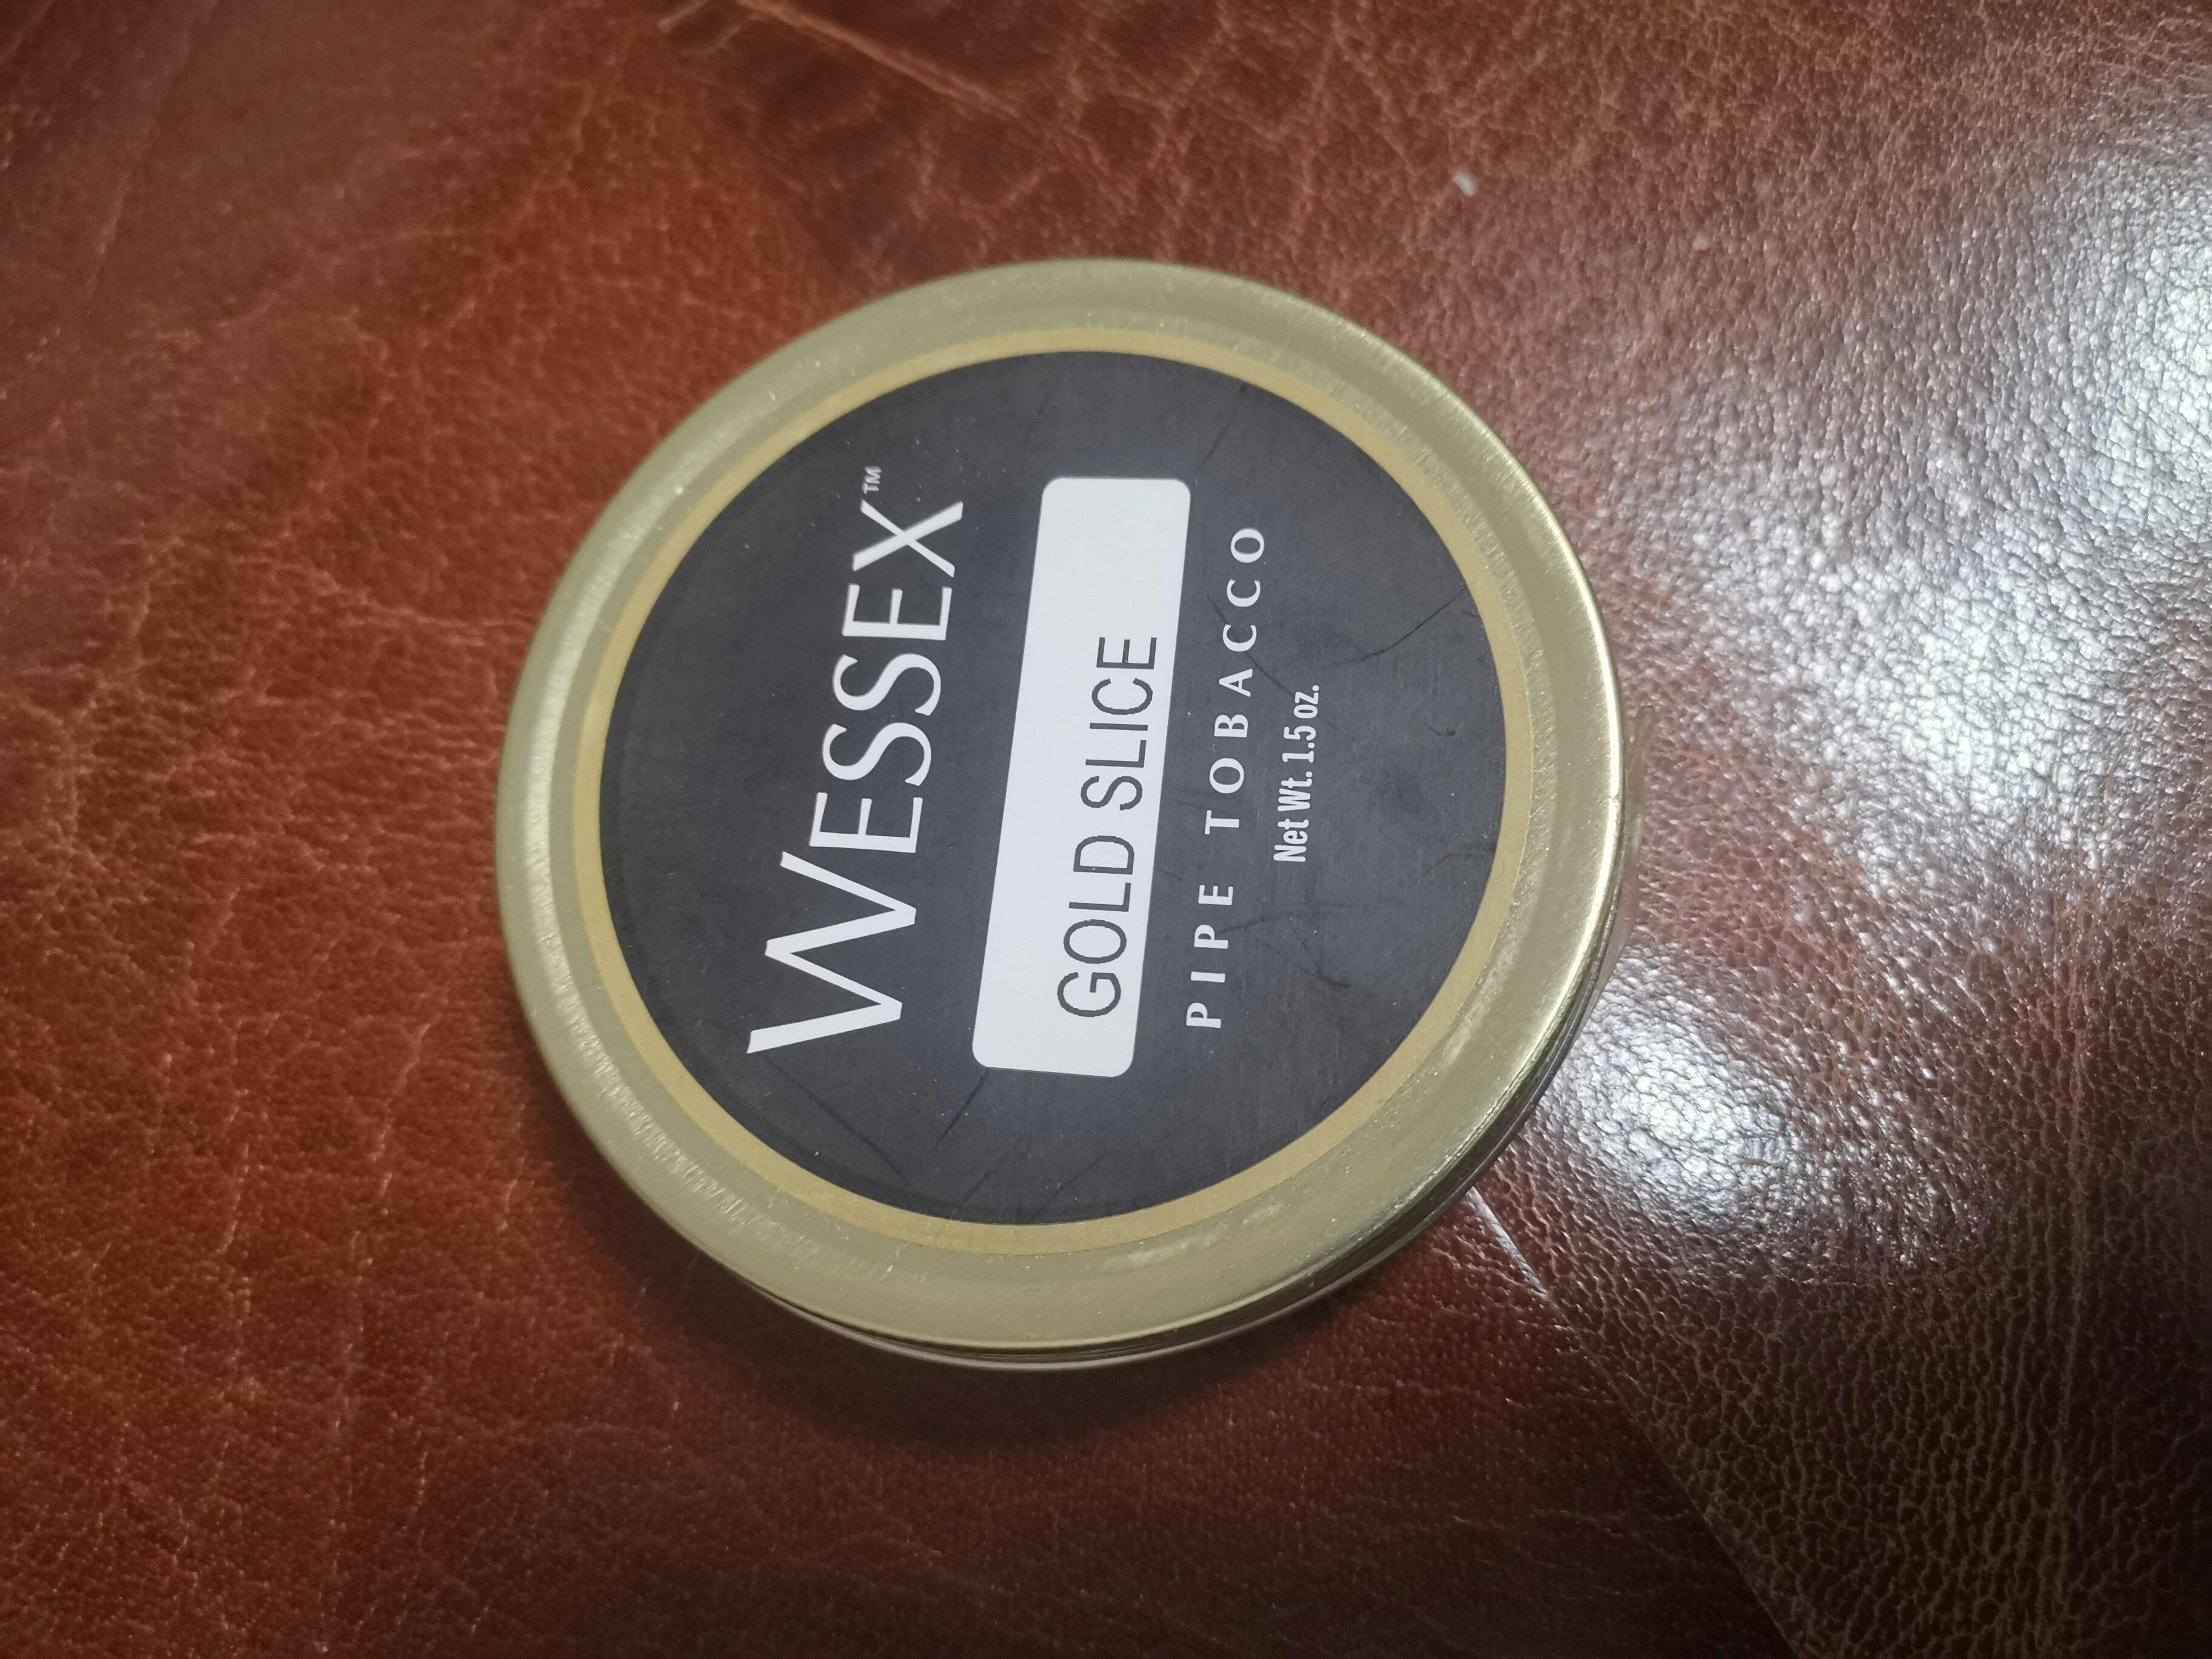 WESSEX™
GOLD SLICE
PIPE TOBACCO
Net Wt. 1.5 oz.